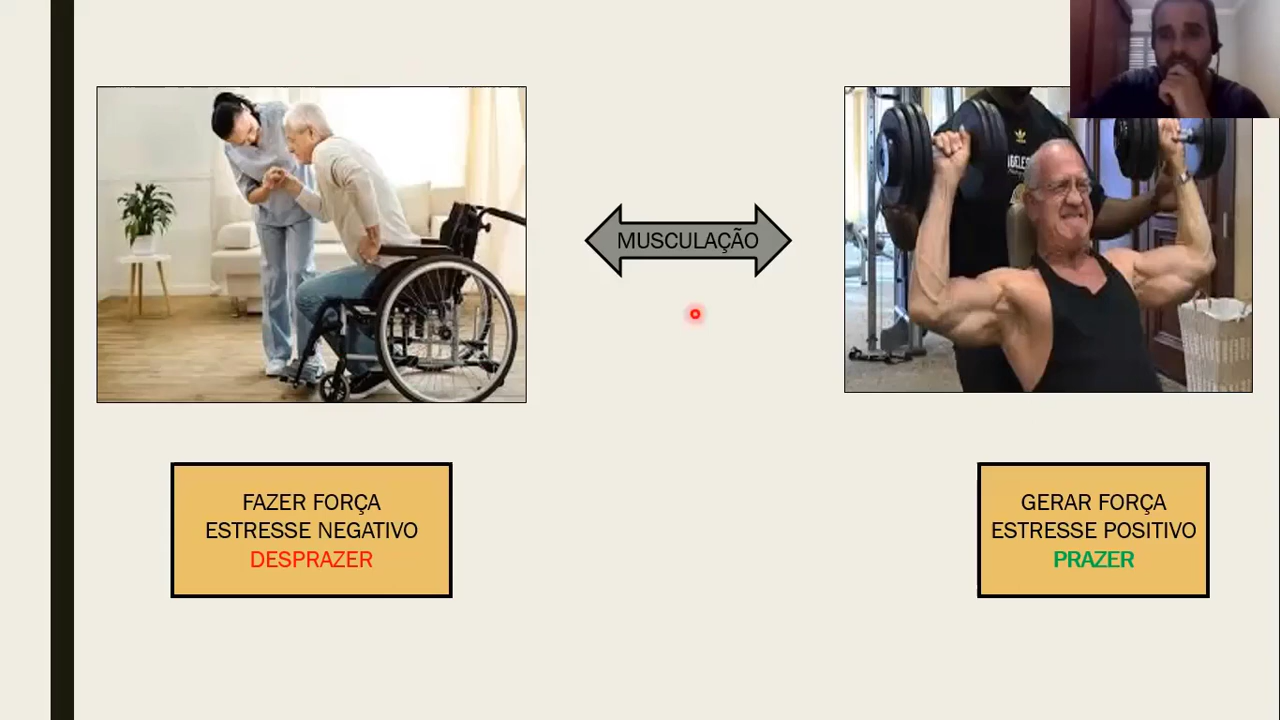 MUSCULAÇÃO
FAZER FORÇA
ESTRESSE NEGATIVO
DESPRAZER
GERAR FORÇA
ESTRESSE POSITIVO
PRAZER